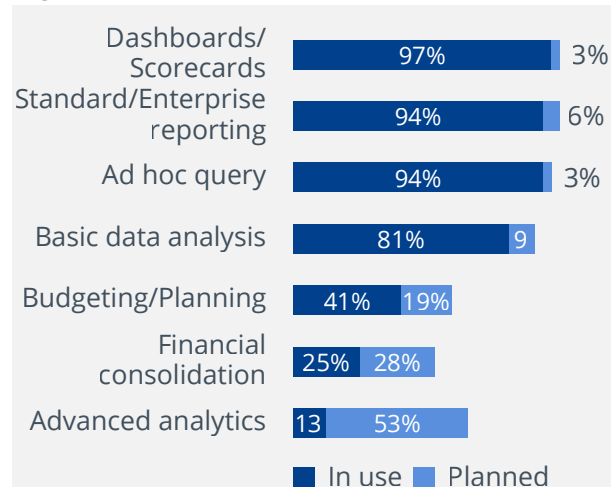 Dashboards/
Scorecards
97% 3%
Standard/Enterprise
reporting
94% 6%
Ad hoc query 94% 3%
Basic data analysis 81% 9
Budgeting/Planning 41% 19%
Financial
consolidation
25% 28%
Advanced analytics 13 53%
In use Planned